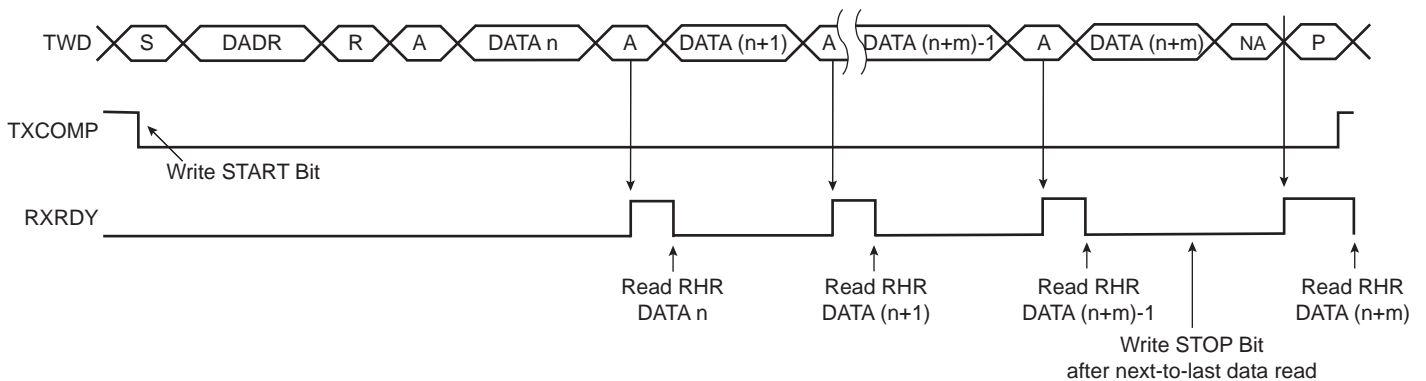 TWD S DADR R A DATA n A DATA (n+1) A DATA (n+m)-1 A DATA (n+m) NA P
TXCOMP
Write START Bit
RXRDY
Read RHR
DATA n
Read RHR
DATA (n+1)
Read RHR
DATA (n+m)-1
Read RHR
DATA (n+m)
Write STOP Bit
after next-to-last data read